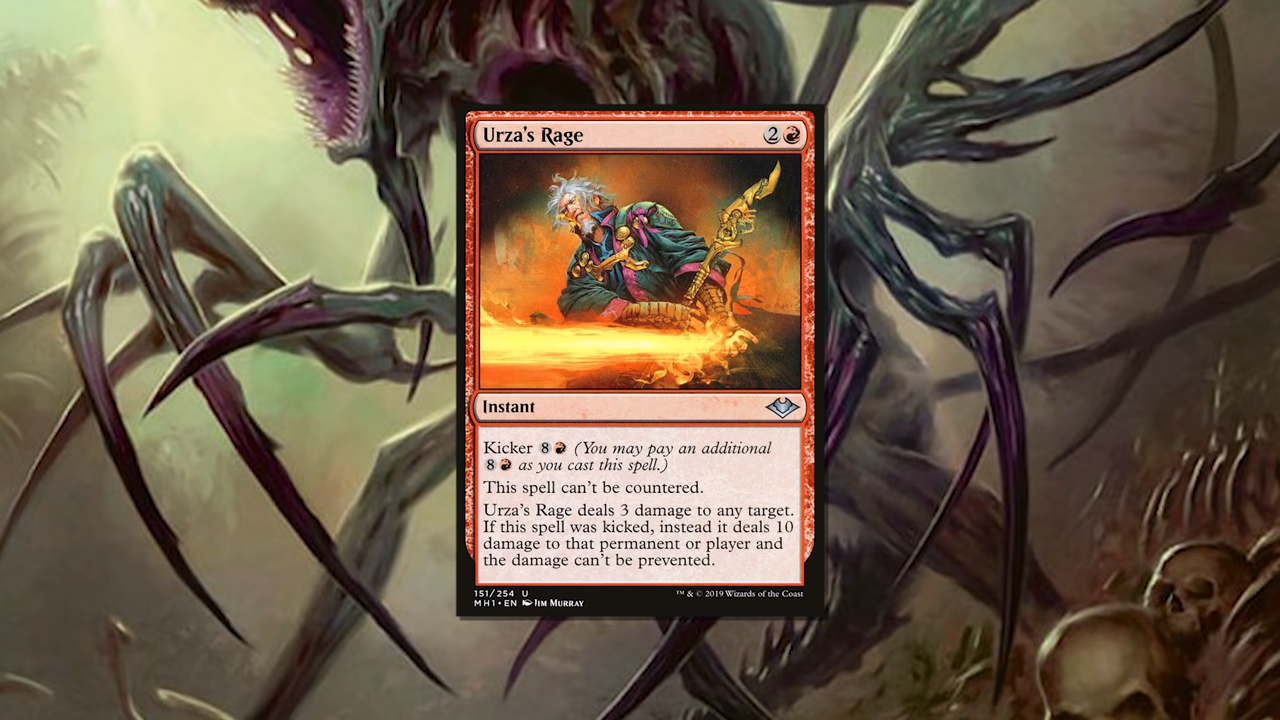 Urza's Rage 2
Instant
Kicker 8 (You may pay an additional
8 as you cast this spell.)
This spell can't be countered.
Urza's Rage deals 3 damage to any target.
If this spell was kicked, instead it deals 10
damage to that permanent or player and
the damage can't be prevented.
151/254 U
MH1 • EN Jim Murray
™ & © 2019 Wizards of the Coast